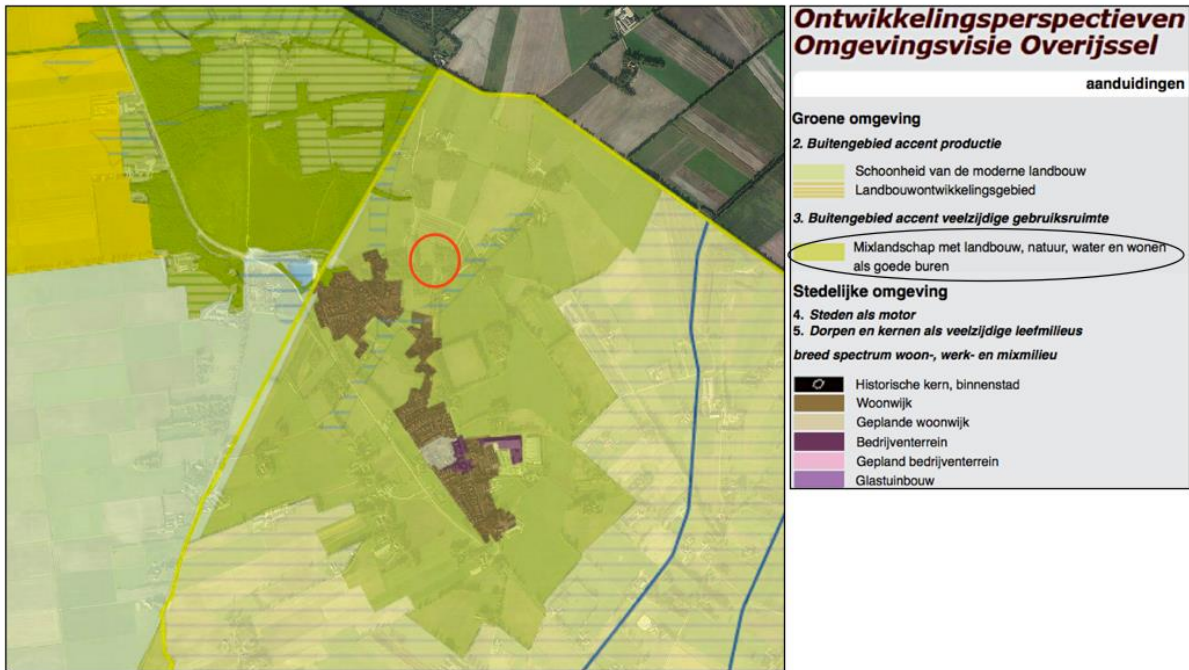 Ontwikkelingsperspectieven
Omgevingsvisie Overijssel
aanduidingen
Groene omgeving
2. Buitengebied accent productie
Schoonheid van de moderne landbouw
Landbouwontwikkelingsgebied
3. Buitengebied accent veelzijdige gebruiksruimte
Mixlandschap met landbouw, natuur, water en wonen
als goede buren
Stedelijke omgeving
4. Steden als motor
5. Dorpen en kernen als veelzijdige leefmilieus
breed spectrum woon-, werk- en mixmilieu
Historische kern, binnenstad
Woonwijk
Geplande woonwijk
Bedrijventerrein
Gepland bedrijventerrein
Glastuinbouw